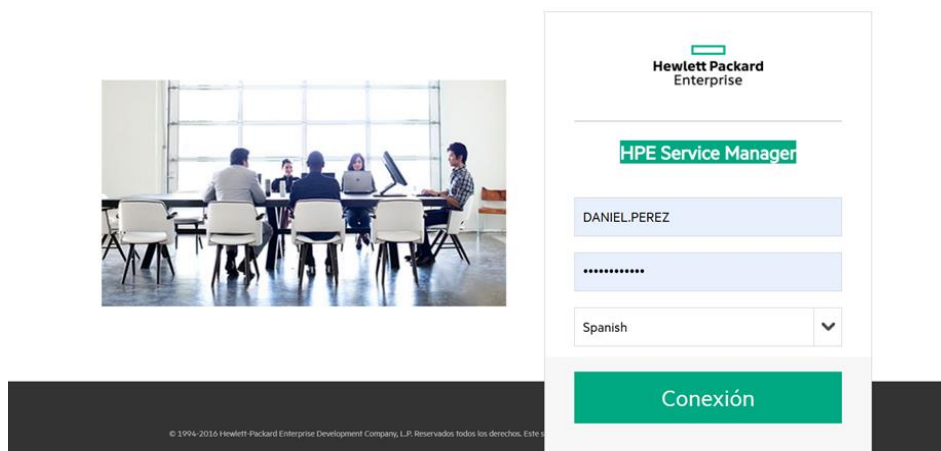 Hewlett Packard
Enterprise
HPE Service Manager
DANIEL.PEREZ
••••••••••••
Spanish
Conexión
© 1994-2016 Hewlett-Packard Enterprise Development Company, L.P. Reservados todos los derechos. Este s